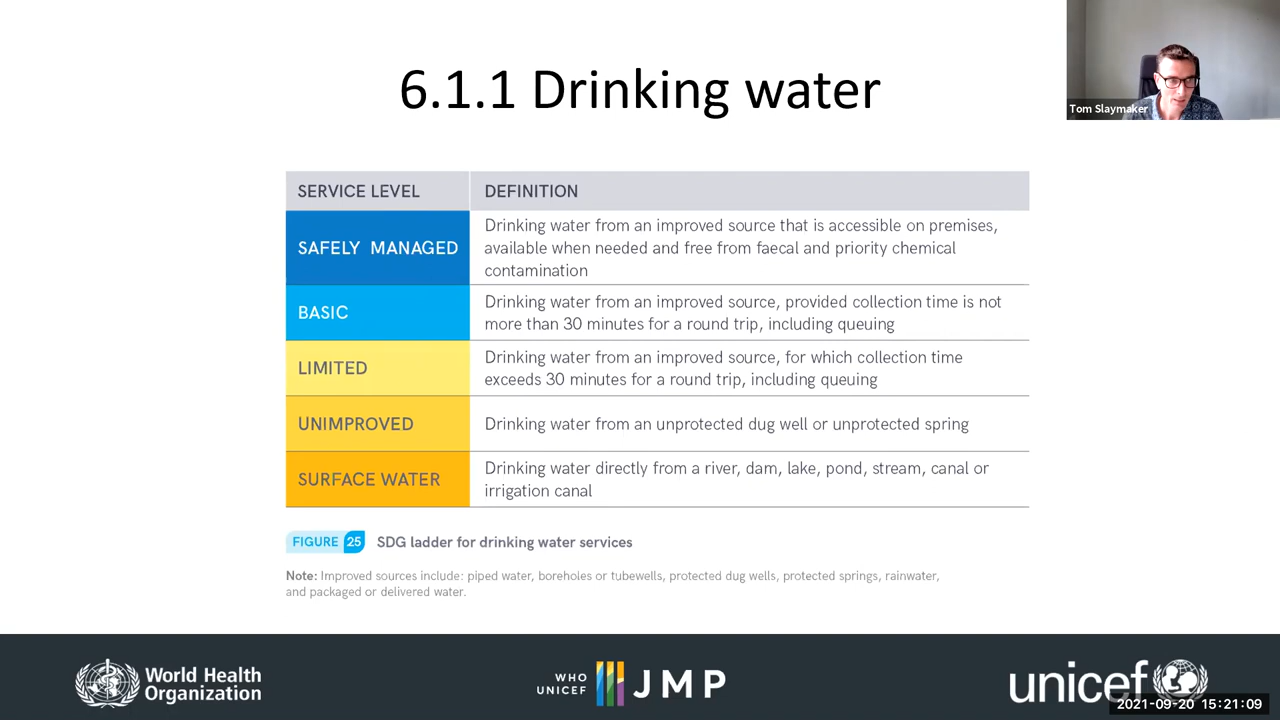 6.1.1 Drinking water
Tom Slaymaker
SERVICE LEVEL
DEFINITION
SAFELY MANAGED
Drinking water from an improved source that is accessible on premises,
available when needed and free from faecal and priority chemical
contamination
BASIC
Drinking water from an improved source, provided collection time is not
more than 30 minutes for a round trip, including queuing
LIMITED
Drinking water from an improved source, for which collection time
exceeds 30 minutes for a round trip, including queuing
UNIMPROVED
Drinking water from an unprotected dug well or unprotected spring
SURFACE WATER
Drinking water directly from a river, dam, lake, pond, stream, canal or
irrigation canal
FIGURE 25 SDG ladder for drinking water services
Note: Improved sources include: piped water, boreholes or tubewells, protected dug wells, protected springs, rainwater,
and packaged or delivered water.
World Health
Organization
WHO
UNICEF
JMP
unicef
2021-09-20 15:21:09